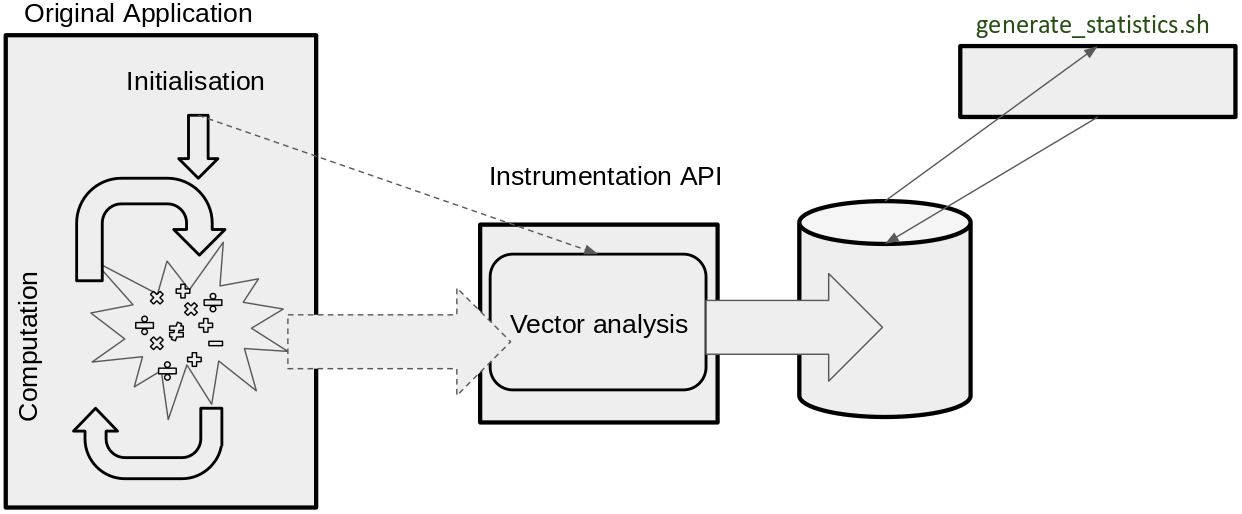 Original Application
generate_statistics.sh
Initialisation
Instrumentation API
Computation
Vector analysis